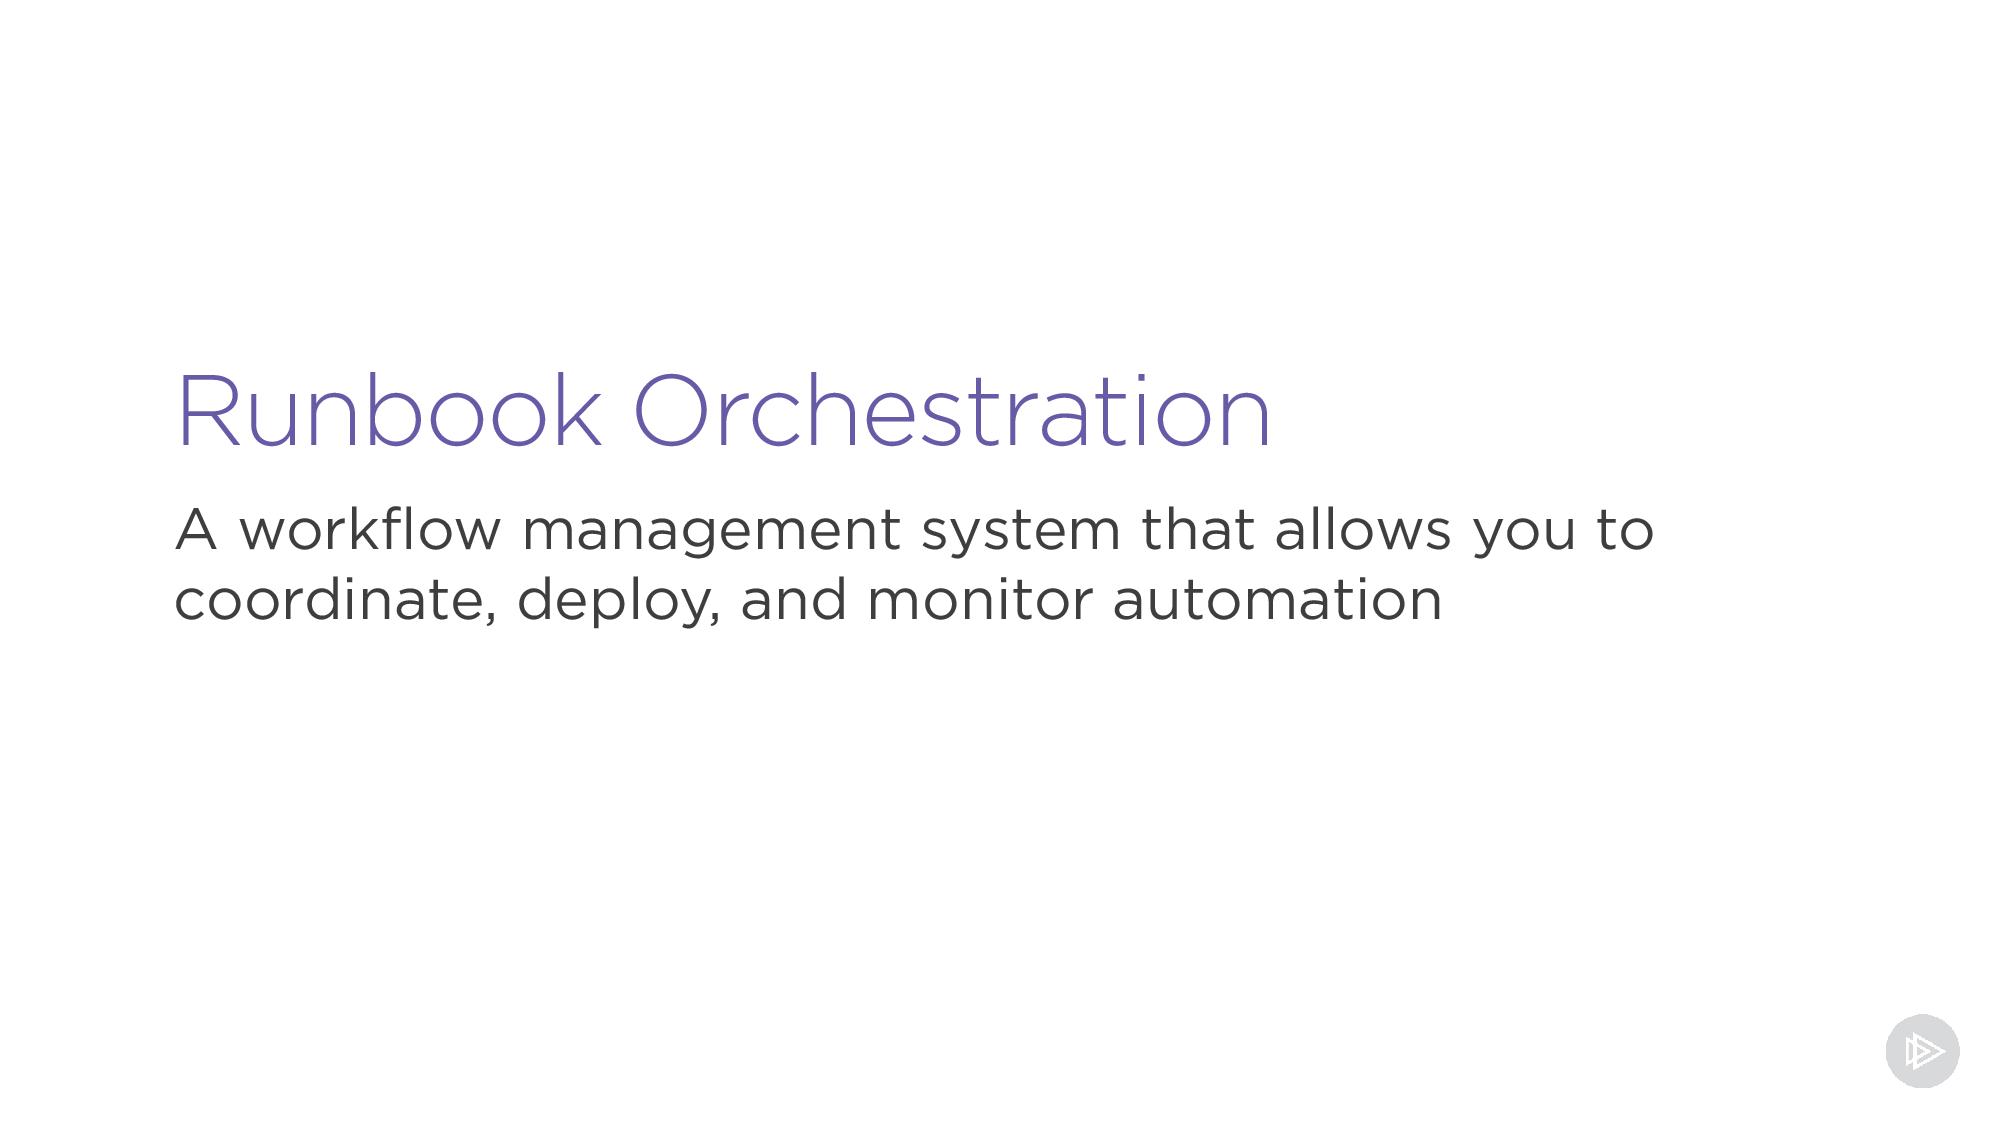 Runbook Orchestration
A workflow management system that allows you to
coordinate, deploy, and monitor automation